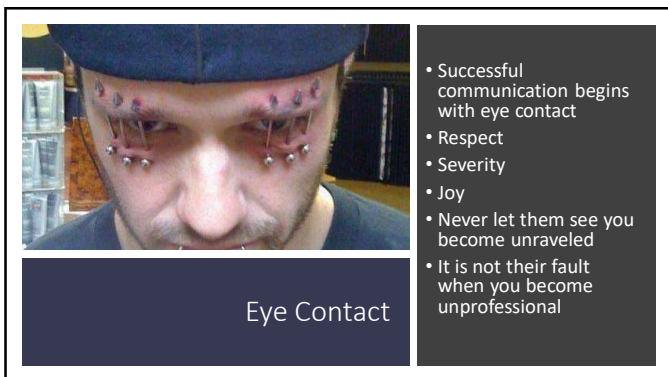 • Successful
communication begins
with eye contact
• Respect
• Severity
• Joy
• Never let them see you
become unraveled
• It is not their fault
when you become
unprofessional
Eye Contact